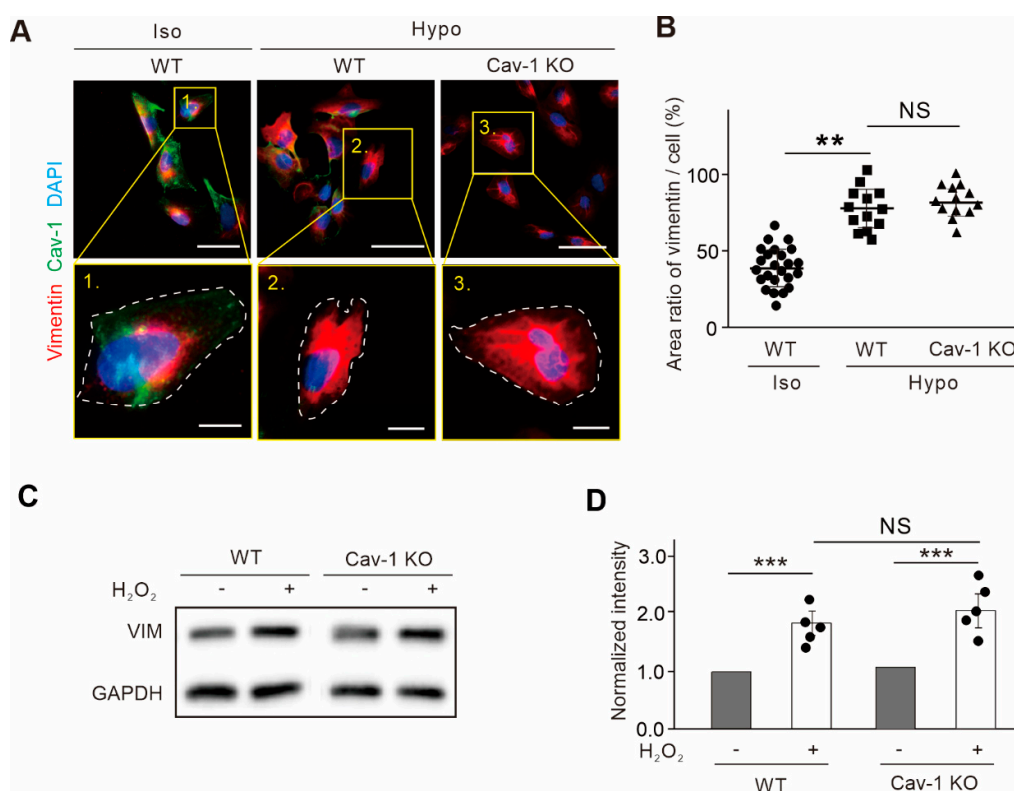 A
Iso
Hypo
WT
WT
Cav-1 KO
Vimentin Cav-1 DAPI
1.
2.
3.
1.
2.
3.
B
Area ratio of vimentin / cell (%)
100
50
0
**
NS
WT
WT
Cav-1 KO
Iso
Hypo
C
WT
Cav-1 KO
H₂O₂
-
+
-
+
VIM
GAPDH
D
Normalized intensity
3.0
2.0
1.0
0.0
NS
***
***
H₂O₂
-
+
-
+
WT
Cav-1 KO